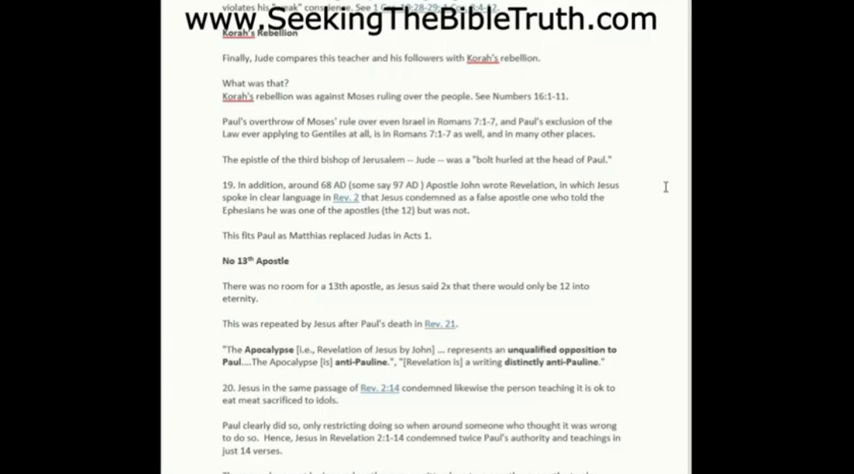 violates his "weak" conscience. See 1
www.SeekingTheBibleTruth.com
Korah's Rebellion
Finally, Jude compares this teacher and his followers with Korah's rebellion.
What was that?
Korah's rebellion was against Moses ruling over the people. See Numbers 16:1-11.
Paul's overthrow of Moses' rule over even Israel in Romans 7:1-7, and Paul's exclusion of the
Law ever applying to Gentiles at all, is in Romans 7:1-7 as well, and in many other places.
The epistle of the third bishop of Jerusalem -- Jude -- was a "bolt hurled at the head of Paul."
19. In addition, around 68 AD (some say 97 AD ) Apostle John wrote Revelation, in which Jesus
spoke in clear language in Rev. 2 that Jesus condemned as a false apostle one who told the
Ephesians he was one of the apostles (the 12) but was not.
This fits Paul as Matthias replaced Judas in Acts 1.
No 13th Apostle
There was no room for a 13th apostle, as Jesus said 2x that there would only be 12 into
eternity.
This was repeated by Jesus after Paul's death in Rev. 21.
"The Apocalypse [i.e., Revelation of Jesus by John] ... represents an unqualified opposition to
Paul....The Apocalypse [is] anti-Pauline.", "[Revelation is] a writing distinctly anti-Pauline."
20. Jesus in the same passage of Rev. 2:14 condemned likewise the person teaching it is ok to
eat meat sacrificed to idols.
Paul clearly did so, only restricting doing so when around someone who thought it was wrong
to do so. Hence, Jesus in Revelation 2:1-14 condemned twice Paul's authority and teachings in
just 14 verses.